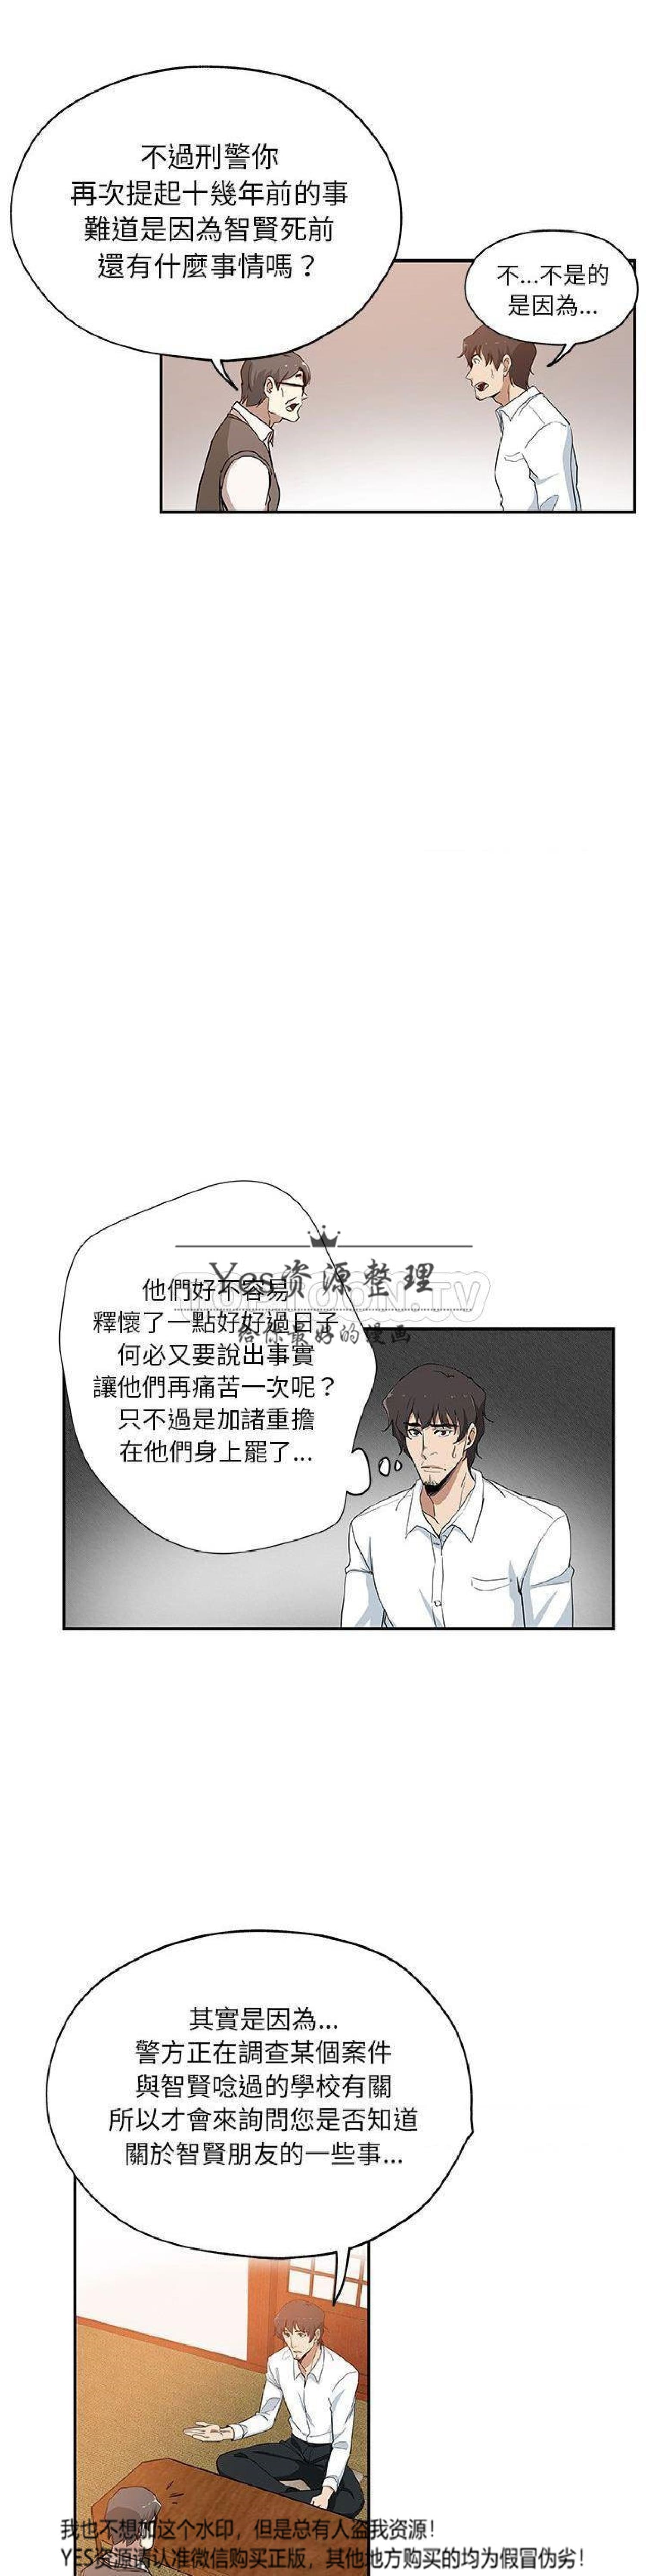 不過刑警你
再次提起十幾年前的事
難道是因為智賢死前
還有什麼事情嗎？
不...不是的
是因為...
Yes资源整理
TOPTOON.TV
给你最好的漫画
他們好不容易
釋懷了一點好好過日子
何必又要說出事實
讓他們再痛苦一次呢？
只不過是加諸重擔
在他們身上罷了...
其實是因為...
警方正在調查某個案件
與智賢唸過的學校有關
所以才會來詢問您是否知道
關於智賢朋友的一些事...
我也不想加这个水印，但是总有人盗我资源！
YES资源请认准微信购买正版，其他地方购买的均为假冒伪劣！